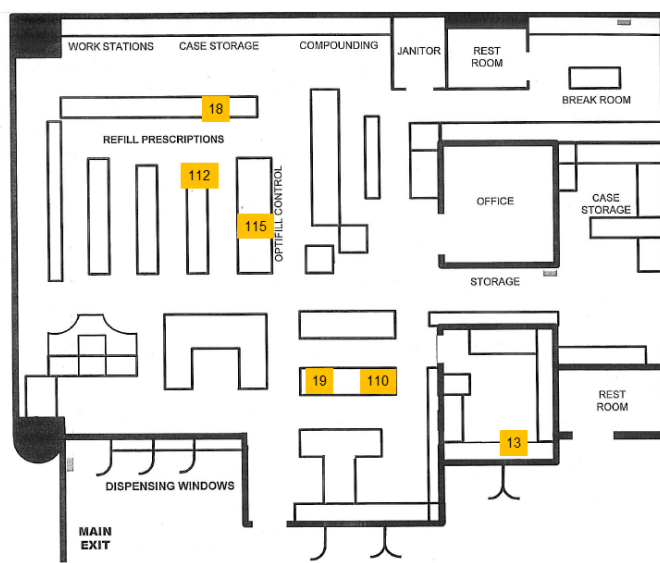 WORK STATIONS
CASE STORAGE
COMPOUNDING
JANITOR
REST
ROOM
BREAK ROOM
18
REFILL PRESCRIPTIONS
112
115
OPTIFILL CONTROL
OFFICE
CASE
STORAGE
STORAGE
19
110
REST
ROOM
13
DISPENSING WINDOWS
MAIN
EXIT